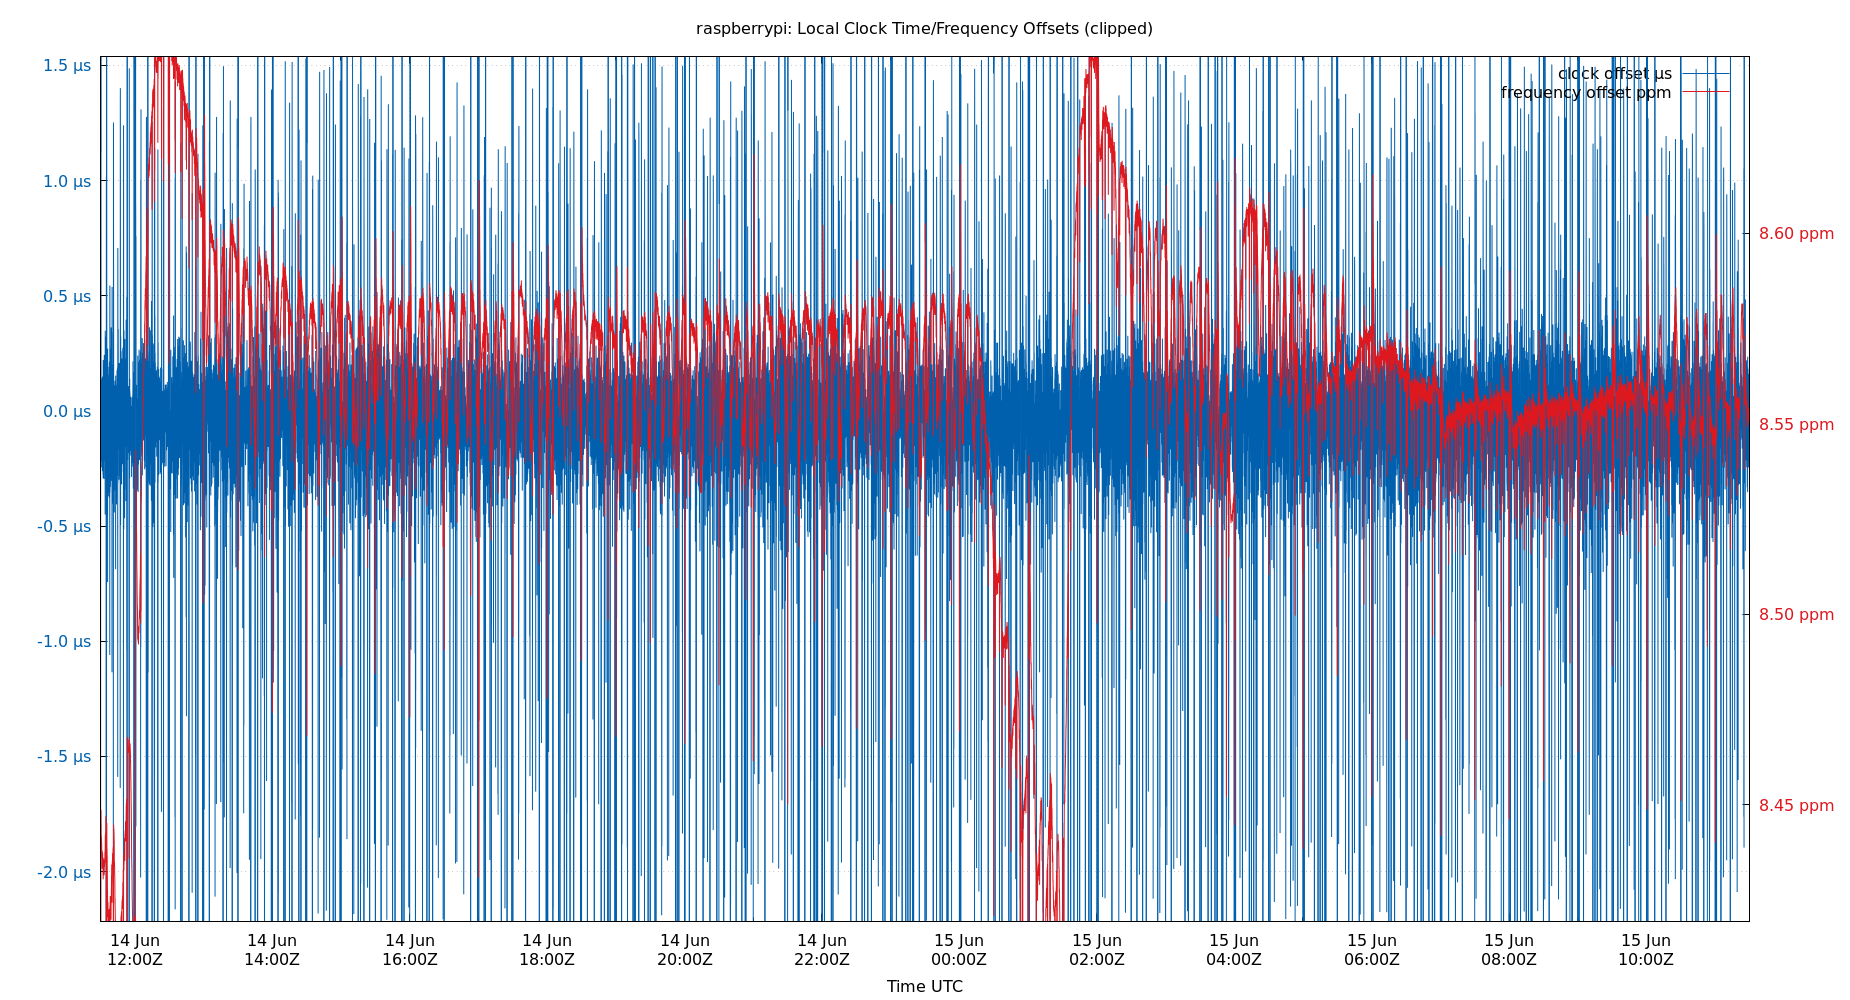 raspberrypi: Local Clock Time/Frequency Offsets (clipped)
clock offset µs
frequency offset ppm
1.5 µs
1.0 µs
0.5 µs
0.0 µs
-0.5 µs
-1.0 µs
-1.5 µs
-2.0 µs
8.60 ppm
8.55 ppm
8.50 ppm
8.45 ppm
14 Jun 14 Jun 14 Jun 14 Jun 14 Jun 14 Jun 15 Jun 15 Jun 15 Jun 15 Jun 15 Jun 15 Jun
12:00Z 14:00Z 16:00Z 18:00Z 20:00Z 22:00Z 00:00Z 02:00Z 04:00Z 06:00Z 08:00Z 10:00Z
Time UTC